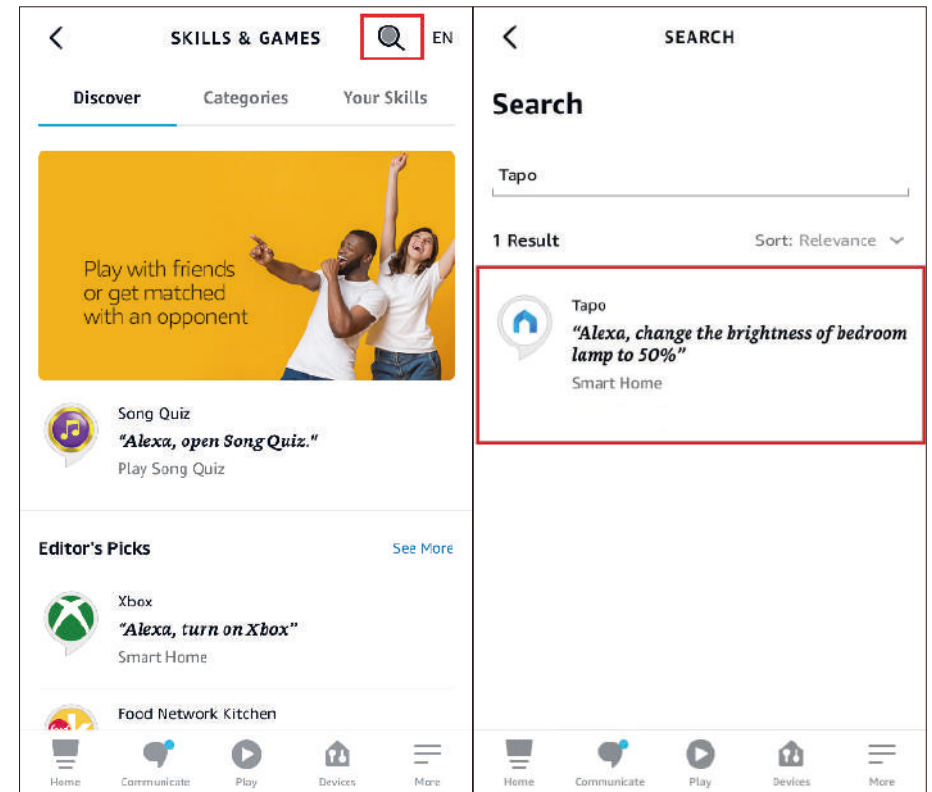 SKILLS & GAMES
EN
Discover
Categories
Your Skills
Play with friends
or get matched
with an opponent
Song Quiz
“Alexa, open Song Quiz."
Play Song Quiz
Editor's Picks
See More
Xbox
“Alexa, turn on Xbox”
Smart Home
Food Network Kitchen
food
k
Home
Communicate
Play
Devices
More
SEARCH
Search
Tapo
1 Result
Sort: Relevance
Tapo
“Alexa, change the brightness of bedroom
lamp to 50%”
Smart Home
Home
Communicate
Play
Devices
More